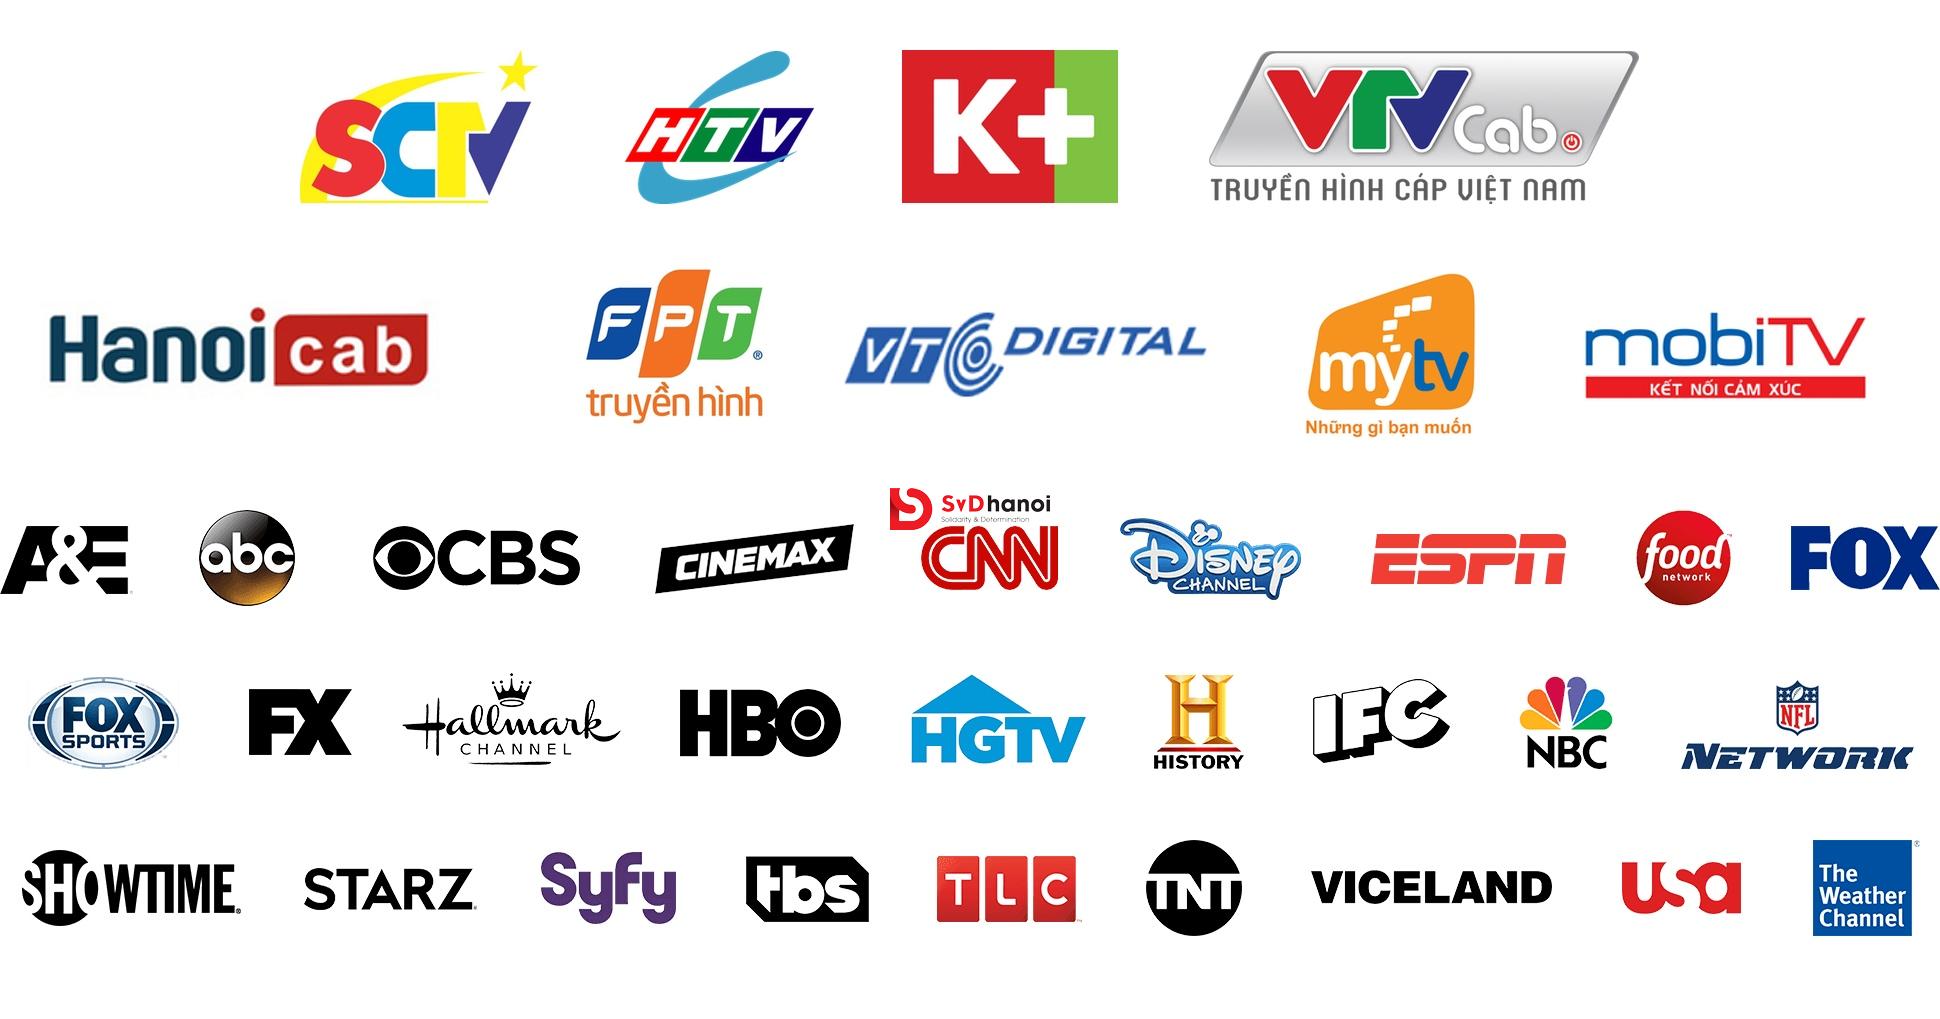 SCTV
HTV
K+
VTVCab
TRUYỀN HÌNH CÁP VIỆT NAM
Hanoicab
FPT
®
truyền hình
VTC DIGITAL
mytv
Những gì bạn muốn
mobiTV
KẾT NỐI CẢM XÚC
A&E
abc
CBS
CINEMAX
SvDhanoi
Solidarity & Determination
CNN
Disney
CHANNEL
ESPN
food
network
FOX
FOX
SPORTS
FX
Hallmark
CHANNEL
HBO
HGTV
H
HISTORY
IFC
NBC
NFL
NETWORK
SHOWTIME®
STARZ
Syfy
tbs
TLC
TNT
VICELAND
usa
The
Weather
Channel
®